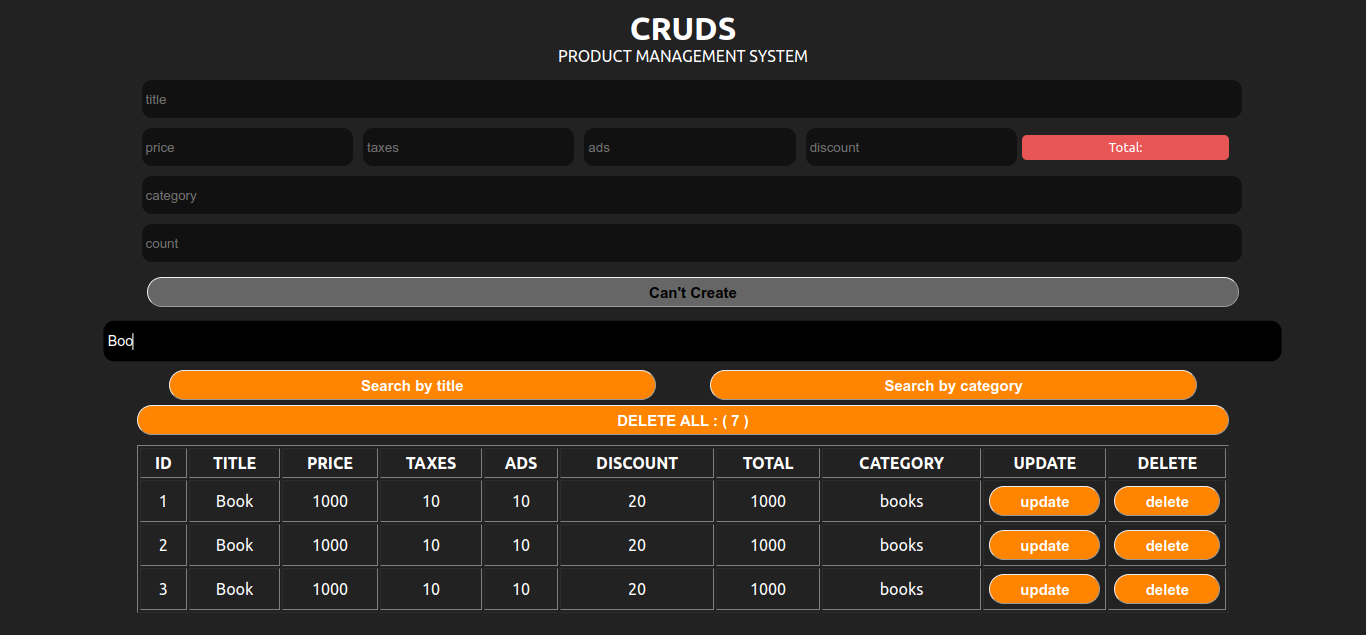 CRUDS
PRODUCT MANAGEMENT SYSTEM
title
price taxes ads discount Total:
category
count
Can't Create
Boo
Search by title Search by category
DELETE ALL : ( 7 )
ID TITLE PRICE TAXES ADS DISCOUNT TOTAL CATEGORY UPDATE DELETE
1 Book 1000 10 10 20 1000 books update delete
2 Book 1000 10 10 20 1000 books update delete
3 Book 1000 10 10 20 1000 books update delete